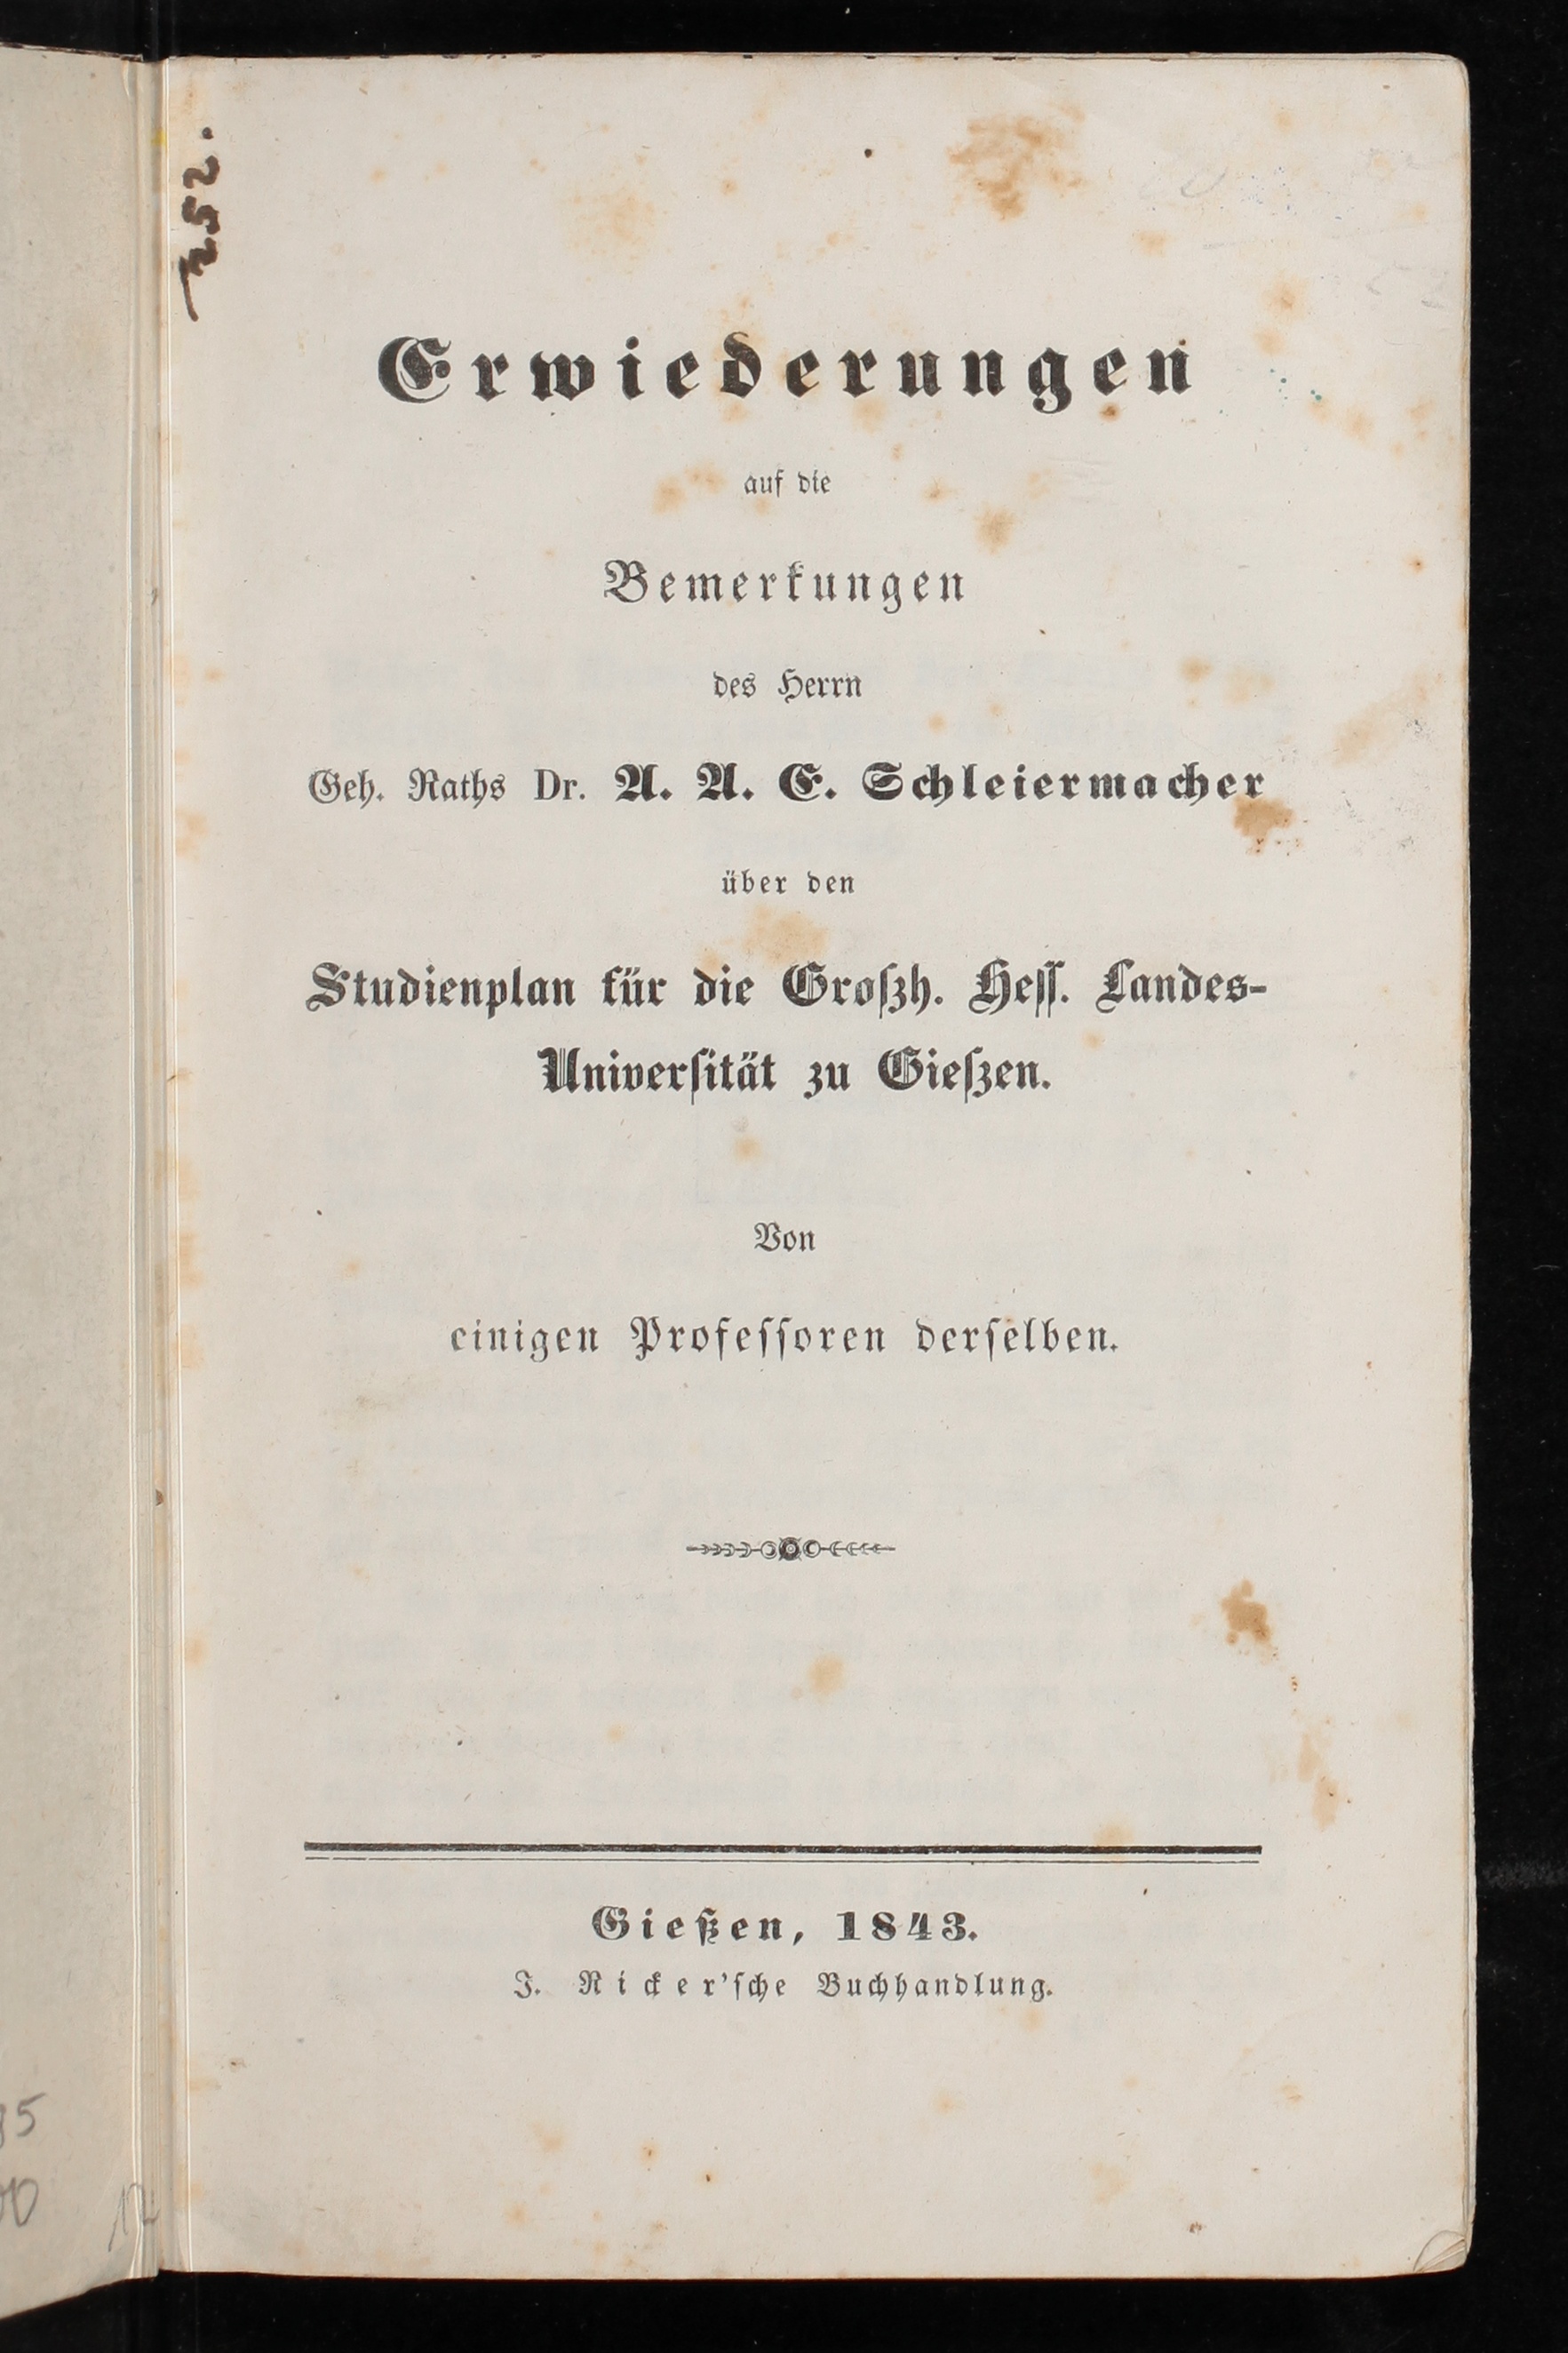 252.
Erwiederungen
auf die
Bemerkungen
des Herrn
Geh. Raths Dr. A. A. E. Schleiermacher
über den
Studienplan für die Großh. Heſſ. Landes-
Univerſität zu Gießen.
Von
einigen Profeſſoren derſelben.
Gießen, 1843.
J. Ricker'ſche Buchhandlung.